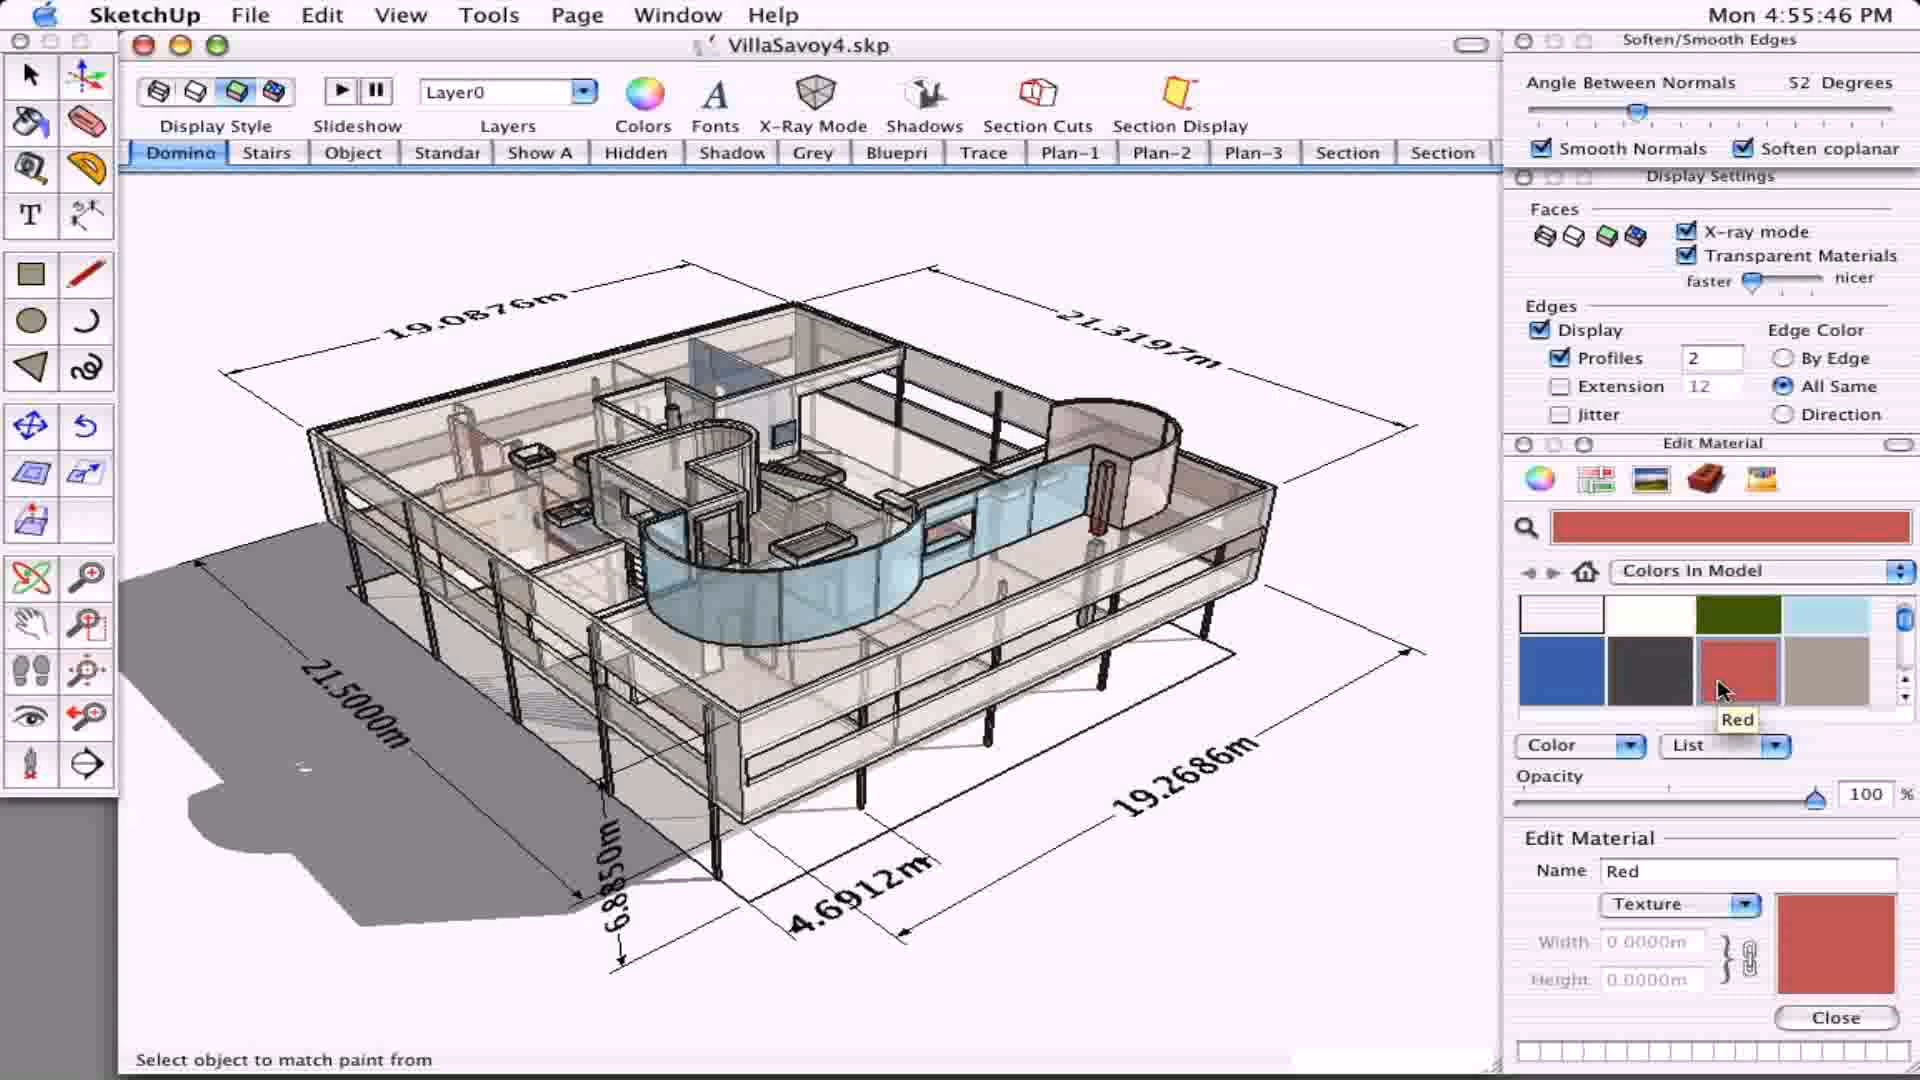 SketchUp File Edit View Tools Page Window Help Mon 4:55:46 PM
VillaSavoy4.skp
Layer0
Display Style Slideshow Layers Colors Fonts X-Ray Mode Shadows Section Cuts Section Display
Domino Stairs Object Standar Show A Hidden Shadow Grey Bluepri Trace Plan-1 Plan-2 Plan-3 Section Section
T
19.0876m
21.3197m
21.5000m
6.8850m
4.6912m
19.2686m
Select object to match paint from
Soften/Smooth Edges
Angle Between Normals 52 Degrees
Smooth Normals Soften coplanar
Display Settings
Faces
X-ray mode
Transparent Materials
faster nicer
Edges
Display Edge Color
Profiles 2 By Edge
Extension 12 All Same
Jitter Direction
Edit Material
Colors In Model
Red
Color List
Opacity
100 %
Edit Material
Name Red
Texture
Width 0.0000m
Height 0.0000m
Close